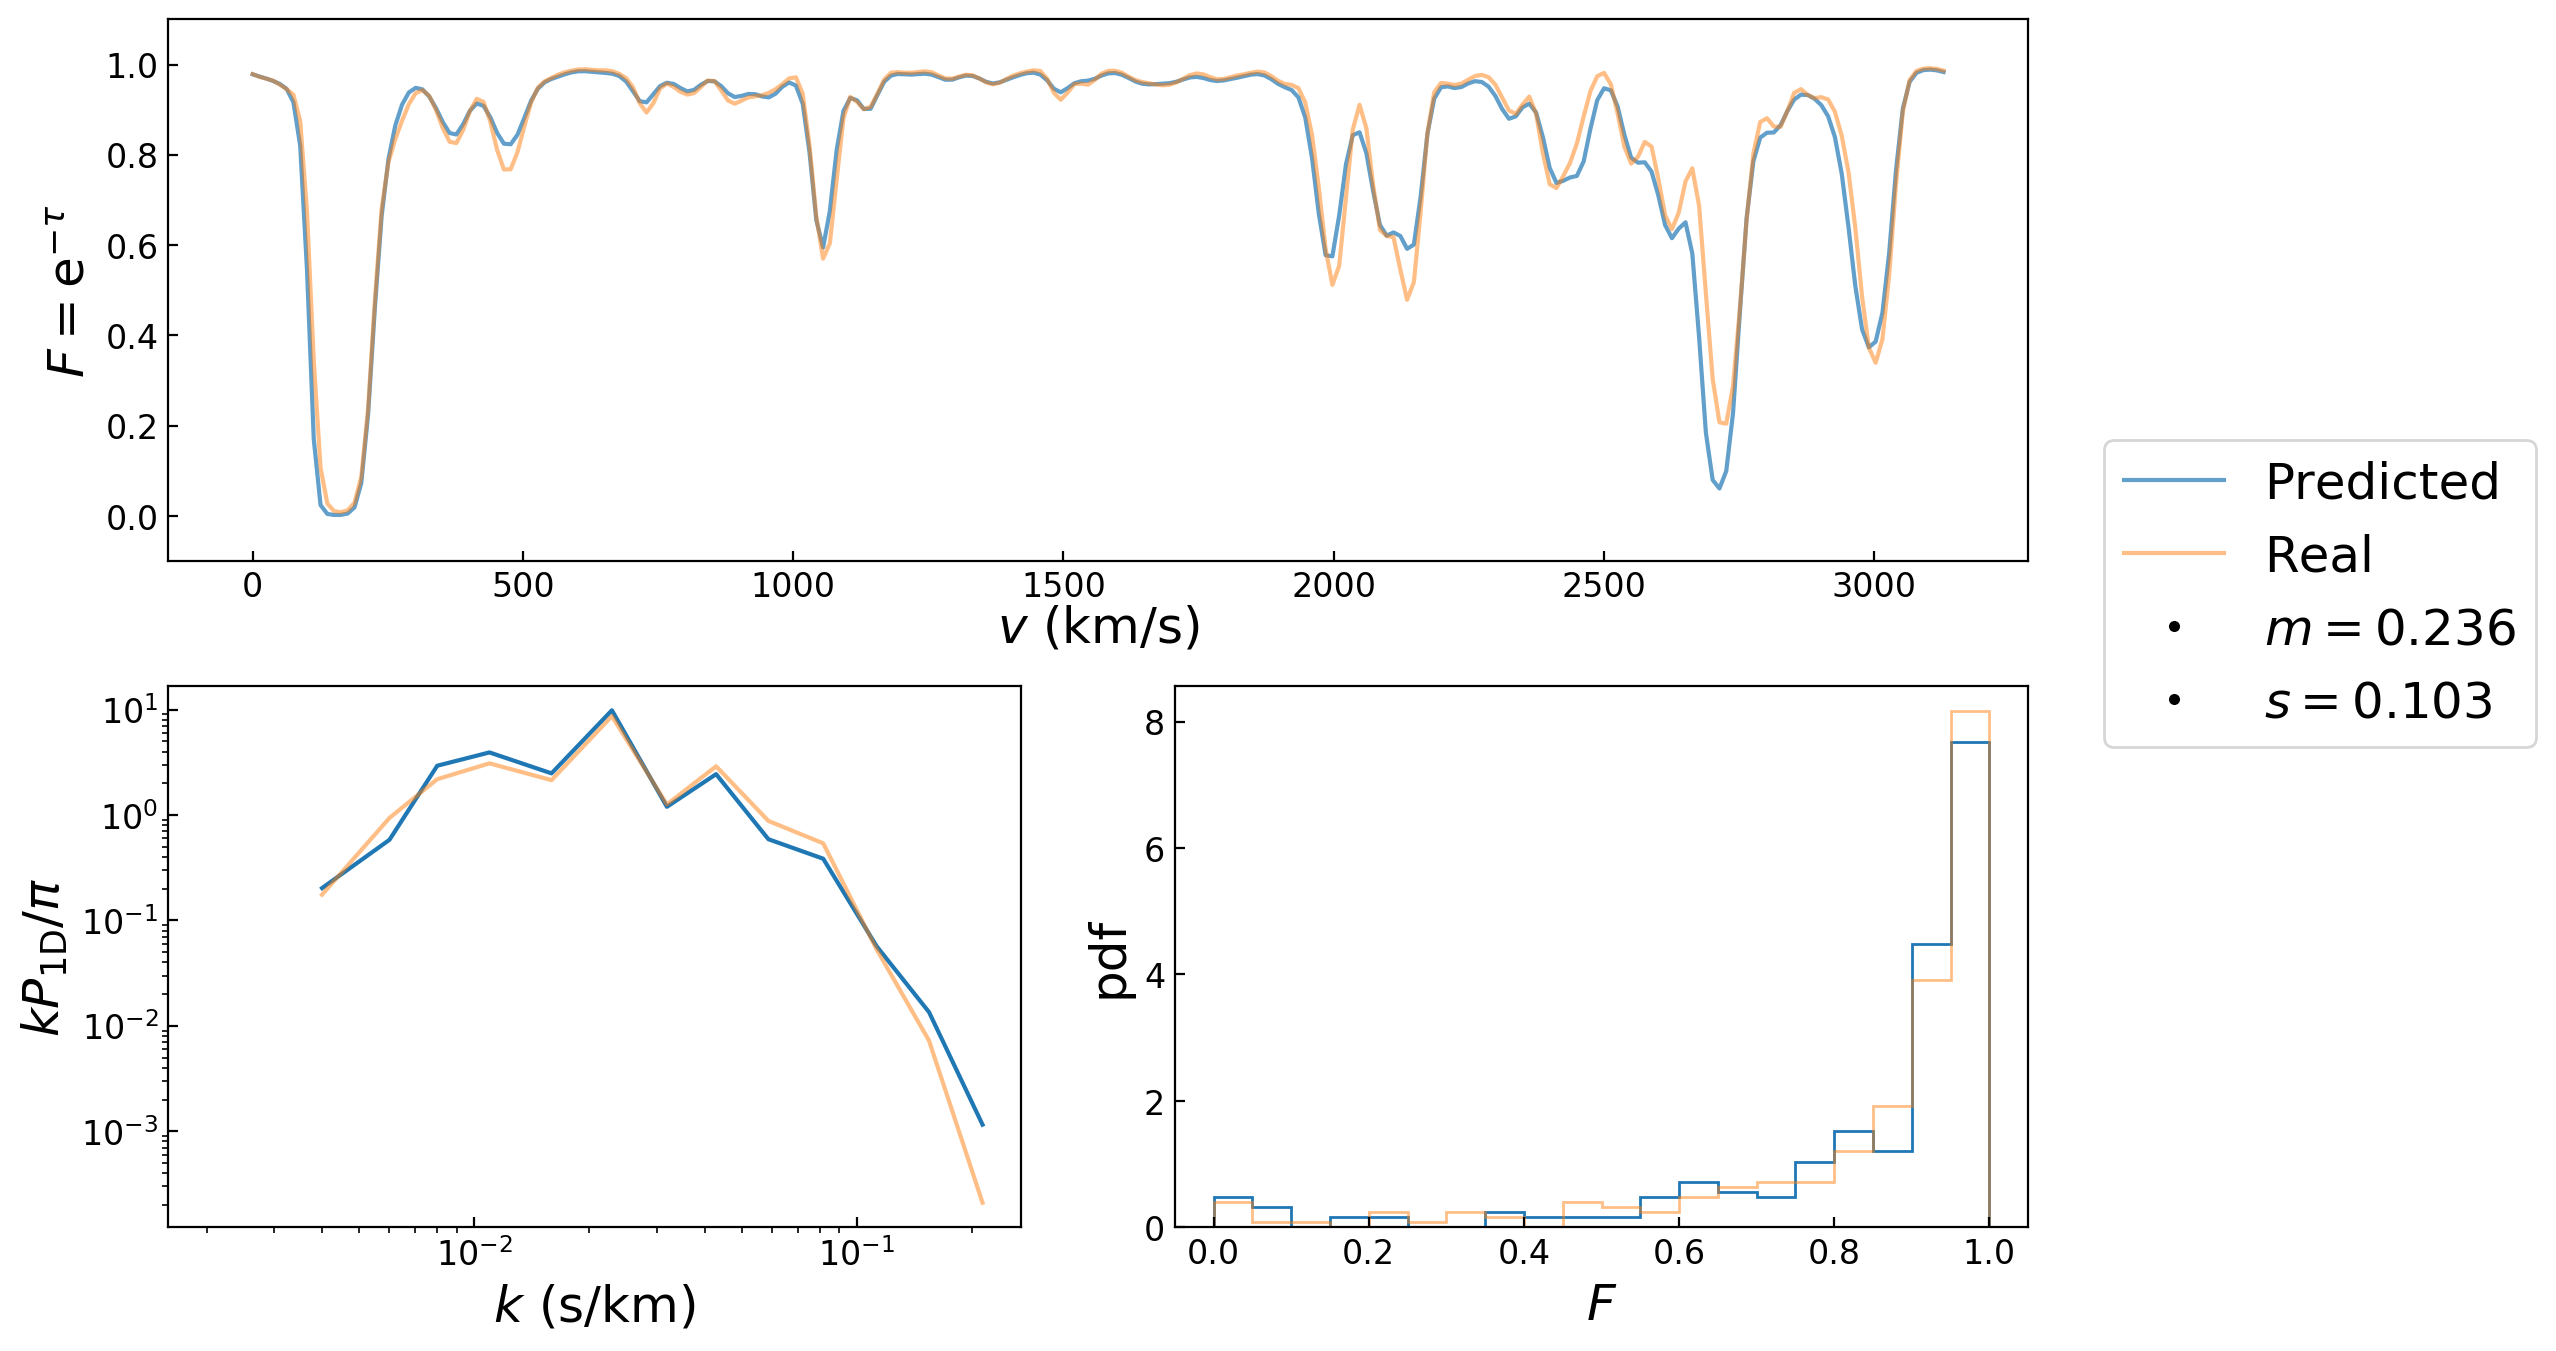 1.0
0.8
0.6
0.4
0.2
0.0
F = e^{−τ}
0 500 1000 1500 2000 2500 3000
v (km/s)
Predicted
Real
m = 0.236
s = 0.103
10^1
10^0
10^{−1}
10^{−2}
10^{−3}
kP_{1D}/π
10^{−2} 10^{−1}
k (s/km)
8
6
4
2
0
pdf
0.0 0.2 0.4 0.6 0.8 1.0
F